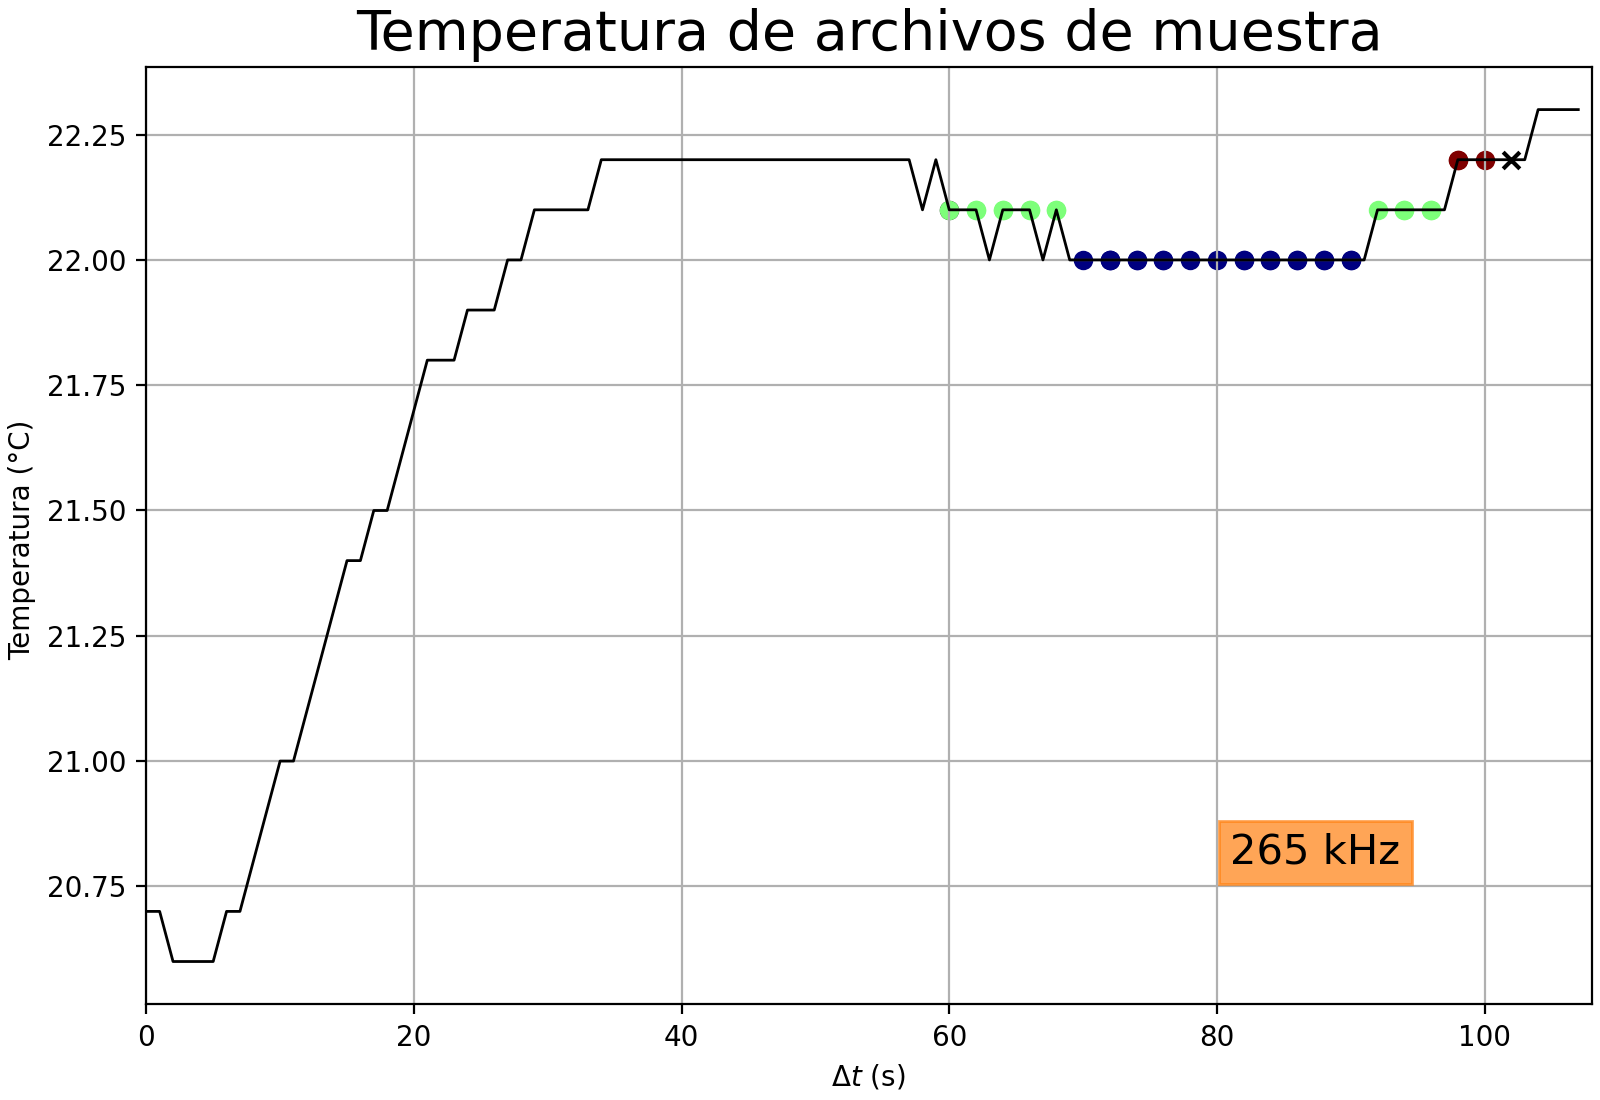 Temperatura de archivos de muestra
Temperatura (°C)
22.25
22.00
21.75
21.50
21.25
21.00
20.75
265 kHz
0 20 40 60 80 100
Δt (s)